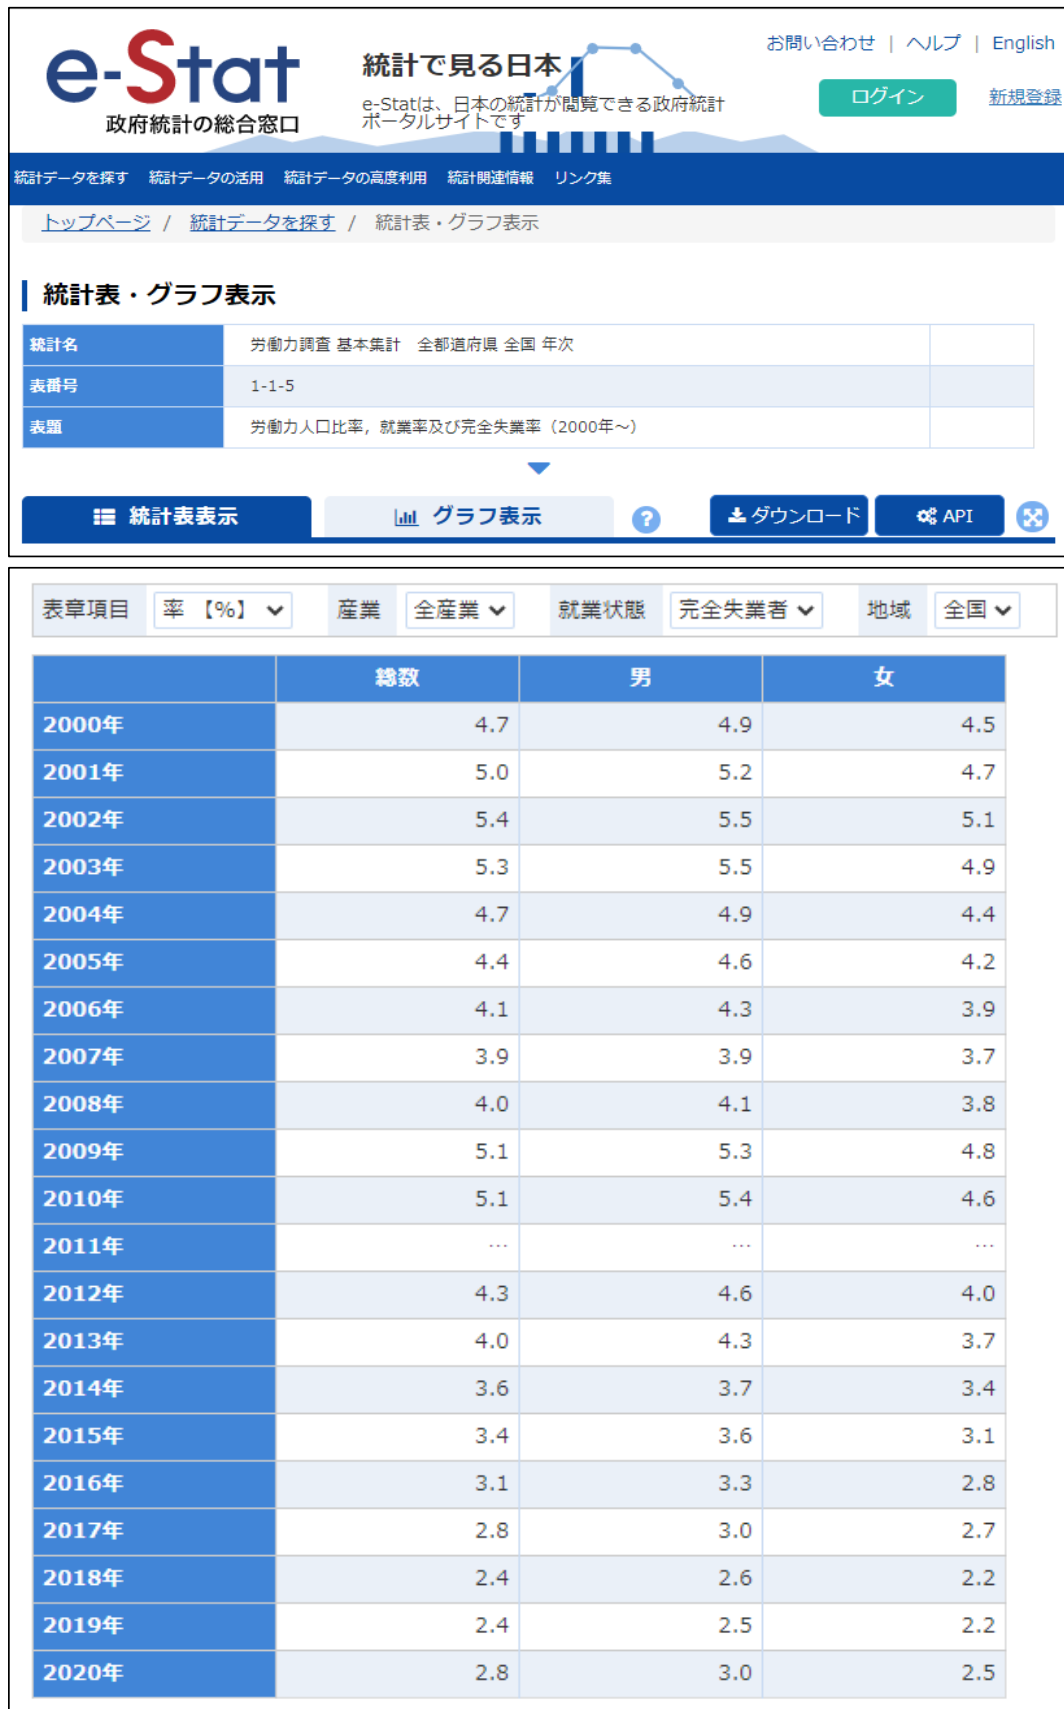 e-Stat
政府統計の総合窓口
統計で見る日本
e-Statは、日本の統計が閲覧できる政府統計
ポータルサイトです
お問い合わせ | ヘルプ | English
ログイン 新規登録
統計データを探す 統計データの活用 統計データの高度利用 統計関連情報 リンク集
トップページ / 統計データを探す / 統計表・グラフ表示
統計表・グラフ表示
統計名 労働力調査 基本集計 全都道府県 全国 年次
表番号 1-1-5
表題 労働力人口比率，就業率及び完全失業率（2000年～）
統計表表示 グラフ表示 ? ダウンロード API
表章項目 率 【%】 産業 全産業 就業状態 完全失業者 地域 全国
総数 男 女
2000年 4.7 4.9 4.5
2001年 5.0 5.2 4.7
2002年 5.4 5.5 5.1
2003年 5.3 5.5 4.9
2004年 4.7 4.9 4.4
2005年 4.4 4.6 4.2
2006年 4.1 4.3 3.9
2007年 3.9 3.9 3.7
2008年 4.0 4.1 3.8
2009年 5.1 5.3 4.8
2010年 5.1 5.4 4.6
2011年 … … …
2012年 4.3 4.6 4.0
2013年 4.0 4.3 3.7
2014年 3.6 3.7 3.4
2015年 3.4 3.6 3.1
2016年 3.1 3.3 2.8
2017年 2.8 3.0 2.7
2018年 2.4 2.6 2.2
2019年 2.4 2.5 2.2
2020年 2.8 3.0 2.5